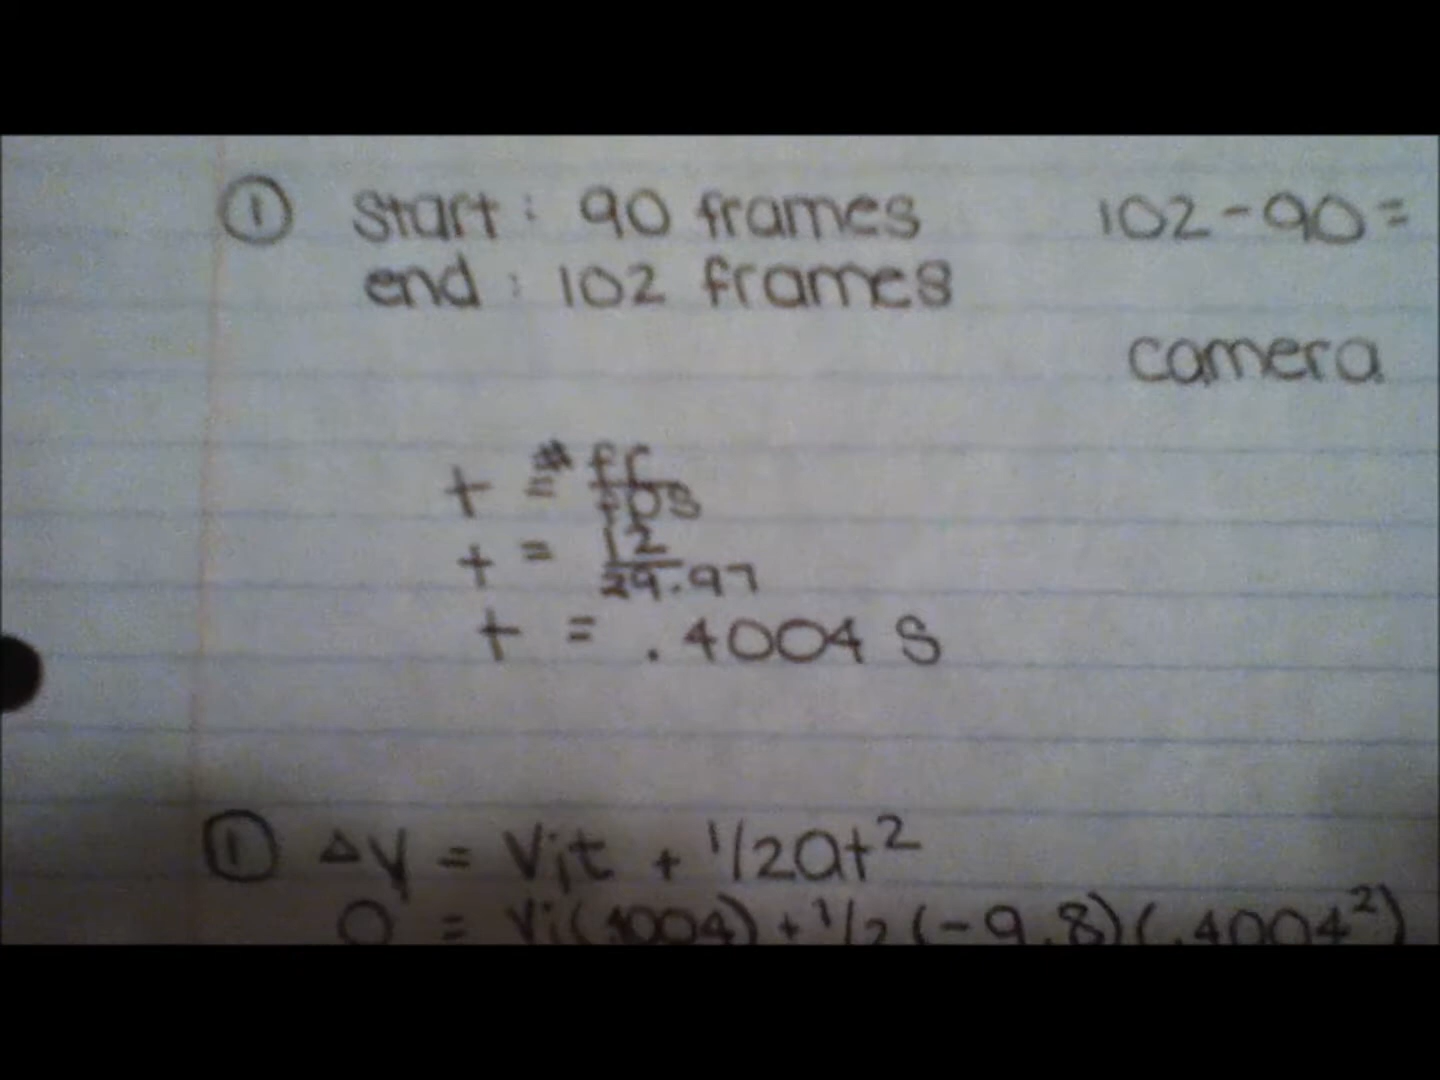 ① Start : 90 frames 102-90=
end : 102 frames
camera
t = # fr/fps
t = 12/29.97
t = .4004 s
① Δy = Vit + 1/2at²
0 = Vi(.4004) + 1/2 (-9.8)(.4004²)